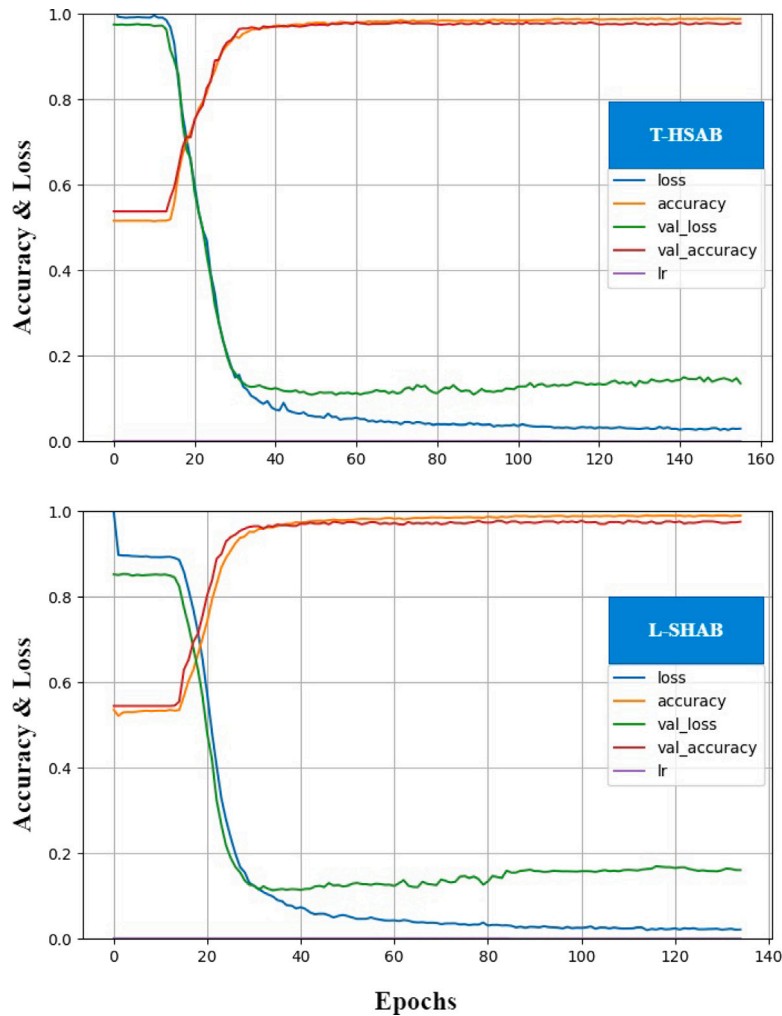 Accuracy & Loss
1.0
0.8
0.6
0.4
0.2
0.0
T-HSAB
loss
accuracy
val_loss
val_accuracy
lr
0 20 40 60 80 100 120 140 160
Accuracy & Loss
1.0
0.8
0.6
0.4
0.2
0.0
L-SHAB
loss
accuracy
val_loss
val_accuracy
lr
0 20 40 60 80 100 120 140
Epochs